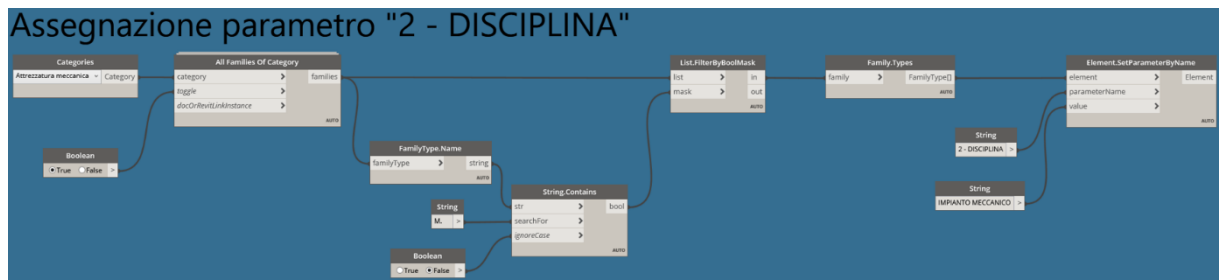 Assegnazione parametro "2 - DISCIPLINA"
Categories
Attrezzatura meccanica Category
All Families Of Category
category > families
toggle >
docOrRevitLinkInstance >
AUTO
Boolean
True False >
FamilyType.Name
familyType > string
AUTO
String
M. >
Boolean
True False >
String.Contains
str > bool
searchFor >
ignoreCase >
AUTO
List.FilterByBoolMask
list > in
mask > out
AUTO
Family.Types
family > FamilyType[]
AUTO
String
2 - DISCIPLINA >
String
IMPIANTO MECCANICO >
Element.SetParameterByName
element > Element
parameterName >
value >
AUTO